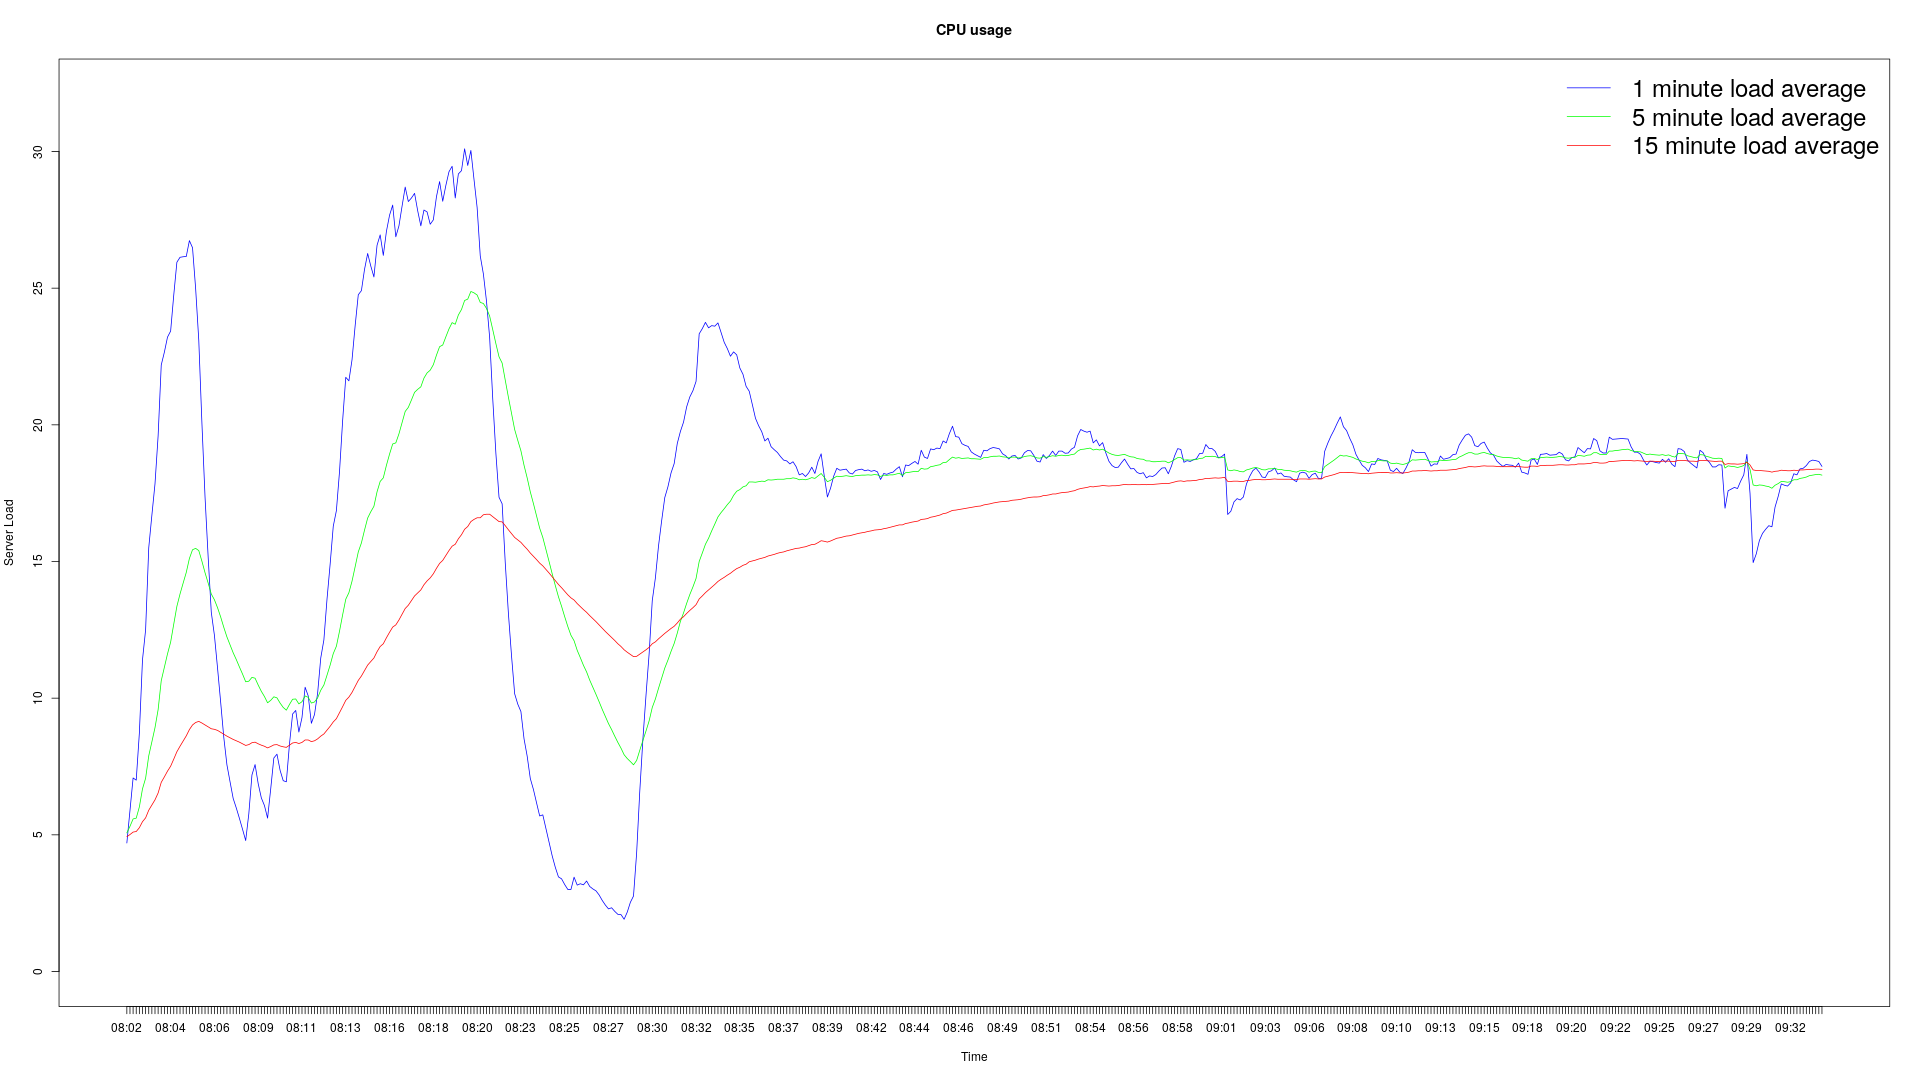 CPU usage
1 minute load average
5 minute load average
15 minute load average
30
25
20
15
10
5
0
Server Load
08:02 08:04 08:06 08:09 08:11 08:13 08:16 08:18 08:20 08:23 08:25 08:27 08:30 08:32 08:35 08:37 08:39 08:42 08:44 08:46 08:49 08:51 08:54 08:56 08:58 09:01 09:03 09:06 09:08 09:10 09:13 09:15 09:18 09:20 09:22 09:25 09:27 09:29 09:32
Time